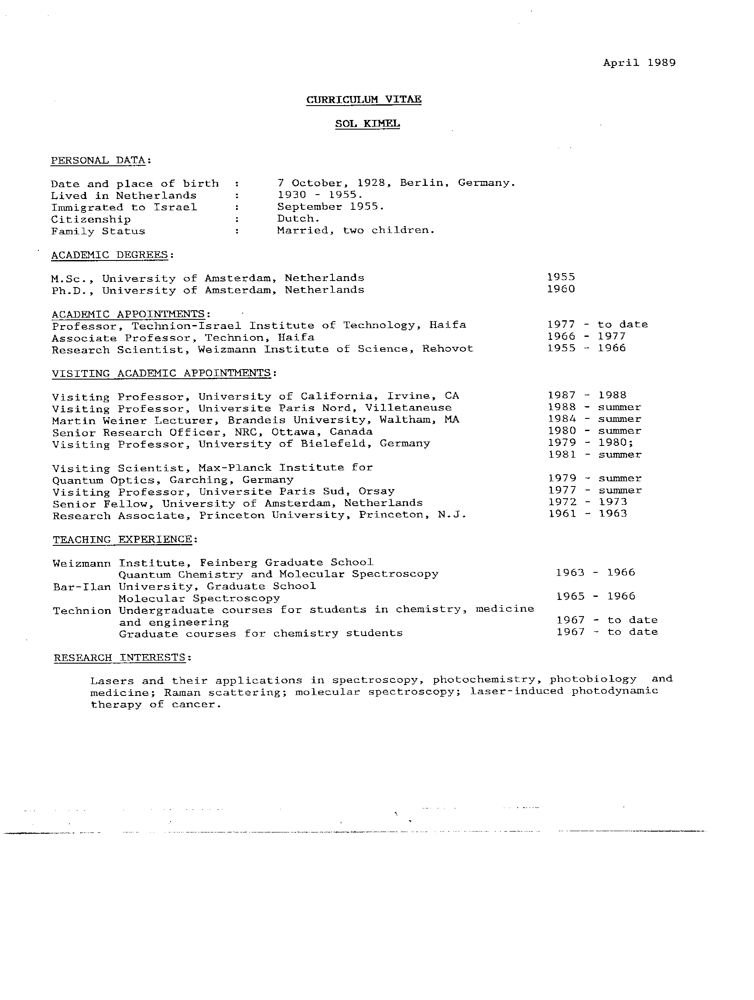 April 1989
CURRICULUM VITAE
SOL KIMEL
PERSONAL DATA:
Date and place of birth : 7 October, 1928, Berlin, Germany.
Lived in Netherlands : 1930 - 1955.
Immigrated to Israel : September 1955.
Citizenship : Dutch.
Family Status : Married, two children.
ACADEMIC DEGREES:
M.Sc., University of Amsterdam, Netherlands 1955
Ph.D., University of Amsterdam, Netherlands 1960
ACADEMIC APPOINTMENTS:
Professor, Technion-Israel Institute of Technology, Haifa 1977 - to date
Associate Professor, Technion, Haifa 1966 - 1977
Research Scientist, Weizmann Institute of Science, Rehovot 1955 - 1966
VISITING ACADEMIC APPOINTMENTS:
Visiting Professor, University of California, Irvine, CA 1987 - 1988
Visiting Professor, Universite Paris Nord, Villetaneuse 1988 - summer
Martin Weiner Lecturer, Brandeis University, Waltham, MA 1984 - summer
Senior Research Officer, NRC, Ottawa, Canada 1980 - summer
Visiting Professor, University of Bielefeld, Germany 1979 - 1980;
1981 - summer
Visiting Scientist, Max-Planck Institute for
Quantum Optics, Garching, Germany 1979 - summer
Visiting Professor, Universite Paris Sud, Orsay 1977 - summer
Senior Fellow, University of Amsterdam, Netherlands 1972 - 1973
Research Associate, Princeton University, Princeton, N.J. 1961 - 1963
TEACHING EXPERIENCE:
Weizmann Institute, Feinberg Graduate School
Quantum Chemistry and Molecular Spectroscopy 1963 - 1966
Bar-Ilan University, Graduate School
Molecular Spectroscopy 1965 - 1966
Technion Undergraduate courses for students in chemistry, medicine
and engineering 1967 - to date
Graduate courses for chemistry students 1967 - to date
RESEARCH INTERESTS:
Lasers and their applications in spectroscopy, photochemistry, photobiology and
medicine; Raman scattering; molecular spectroscopy; laser-induced photodynamic
therapy of cancer.